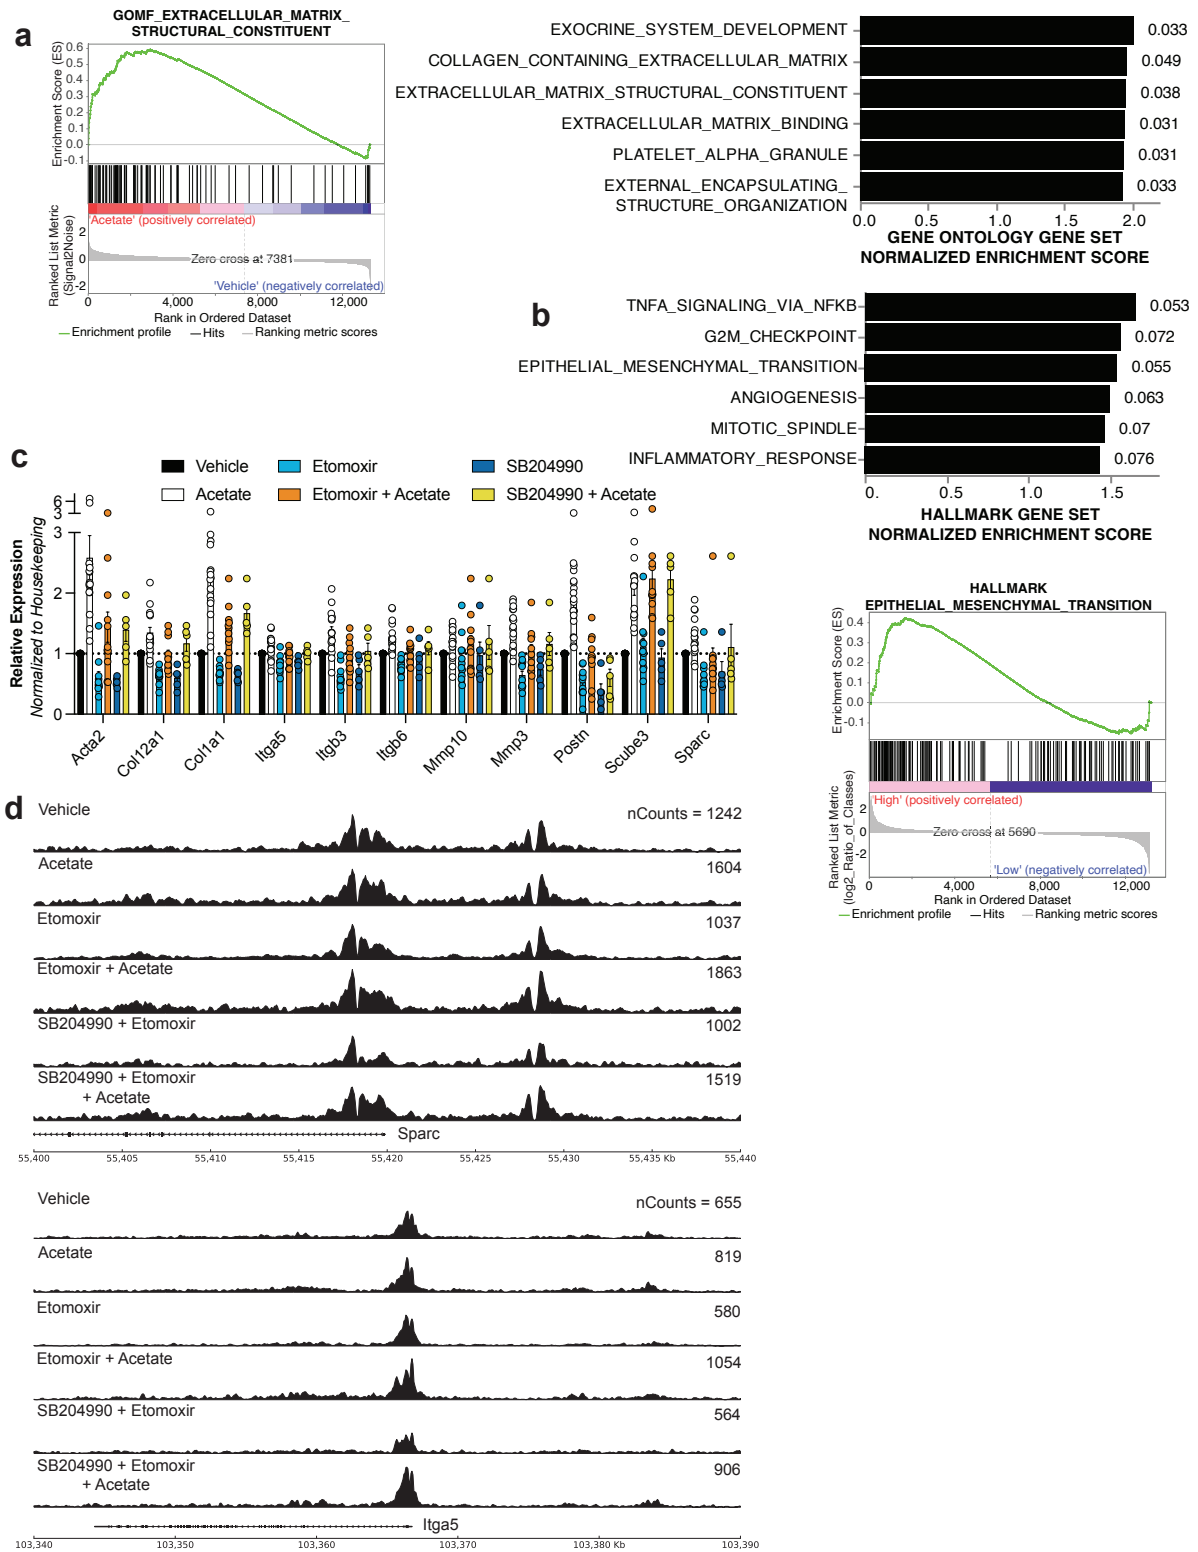 a
GOMF_EXTRACELLULAR_MATRIX_
STRUCTURAL_CONSTITUENT
Enrichment Score (ES)
0.6
0.5
0.4
0.3
0.2
0.1
0.0
-0.1
'Acetate' (positively correlated)
Ranked List Metric
(Signal2Noise)
2
0
-2
Zero cross at 7381
'Vehicle' (negatively correlated)
0 4,000 8,000 12,000
Rank in Ordered Dataset
Enrichment profile Hits Ranking metric scores
EXOCRINE_SYSTEM_DEVELOPMENT 0.033
COLLAGEN_CONTAINING_EXTRACELLULAR_MATRIX 0.049
EXTRACELLULAR_MATRIX_STRUCTURAL_CONSTITUENT 0.038
EXTRACELLULAR_MATRIX_BINDING 0.031
PLATELET_ALPHA_GRANULE 0.031
EXTERNAL_ENCAPSULATING_ 0.033
STRUCTURE_ORGANIZATION
0.0 0.5 1.0 1.5 2.0
GENE ONTOLOGY GENE SET
NORMALIZED ENRICHMENT SCORE
b
TNFA_SIGNALING_VIA_NFKB 0.053
G2M_CHECKPOINT 0.072
EPITHELIAL_MESENCHYMAL_TRANSITION 0.055
ANGIOGENESIS 0.063
MITOTIC_SPINDLE 0.07
INFLAMMATORY_RESPONSE 0.076
0. 0.5 1.0 1.5
HALLMARK GENE SET
NORMALIZED ENRICHMENT SCORE
HALLMARK
EPITHELIAL_MESENCHYMAL_TRANSITION
Enrichment Score (ES)
0.4
0.3
0.2
0.1
0.0
-0.1
'High' (positively correlated)
Ranked List Metric
(log2_Ratio_of_Classes)
2
0
-2
Zero cross at 5690
'Low' (negatively correlated)
0 4,000 8,000 12,000
Rank in Ordered Dataset
Enrichment profile Hits Ranking metric scores
c
Vehicle Etomoxir SB204990
Acetate Etomoxir + Acetate SB204990 + Acetate
Relative Expression
Normalized to Housekeeping
6
3
3
2
1
0
Acta2 Col12a1 Col1a1 Itga5 Itgb3 Itgb6 Mmp10 Mmp3 Postn Scube3 Sparc
d
Vehicle nCounts = 1242
Acetate 1604
Etomoxir 1037
Etomoxir + Acetate 1863
SB204990 + Etomoxir 1002
SB204990 + Etomoxir 1519
+ Acetate
Sparc
55,400 55,405 55,410 55,415 55,420 55,425 55,430 55,435 Kb 55,440
Vehicle nCounts = 655
Acetate 819
Etomoxir 580
Etomoxir + Acetate 1054
SB204990 + Etomoxir 564
SB204990 + Etomoxir 906
+ Acetate
Itga5
103,340 103,350 103,360 103,370 103,380 Kb 103,390